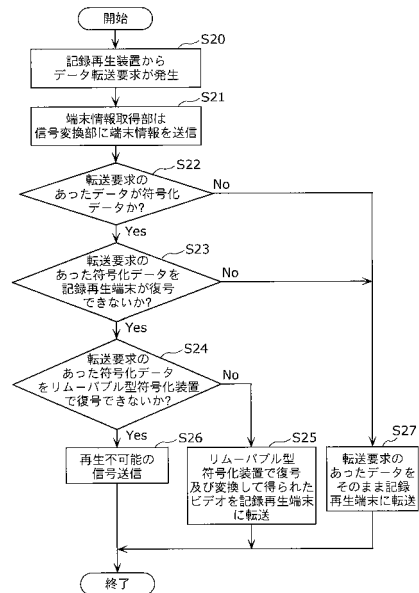 開始
S20
記録再生装置から
データ転送要求が発生
S21
端末情報取得部は
信号変換部に端末情報を送信
S22
転送要求の
あったデータが符号化
データか?
No
Yes
S23
転送要求の
あった符号化データを
記録再生端末が復号
できないか?
No
Yes
S24
転送要求の
あった符号化データ
をリムーバブル型符号化装置
で復号できないか?
No
Yes
S26
再生不可能の
信号送信
S25
リムーバブル型
符号化装置で復号
及び変換して得られた
ビデオを記録再生端末
に転送
S27
転送要求の
あったデータを
そのまま記録
再生端末に転送
終了